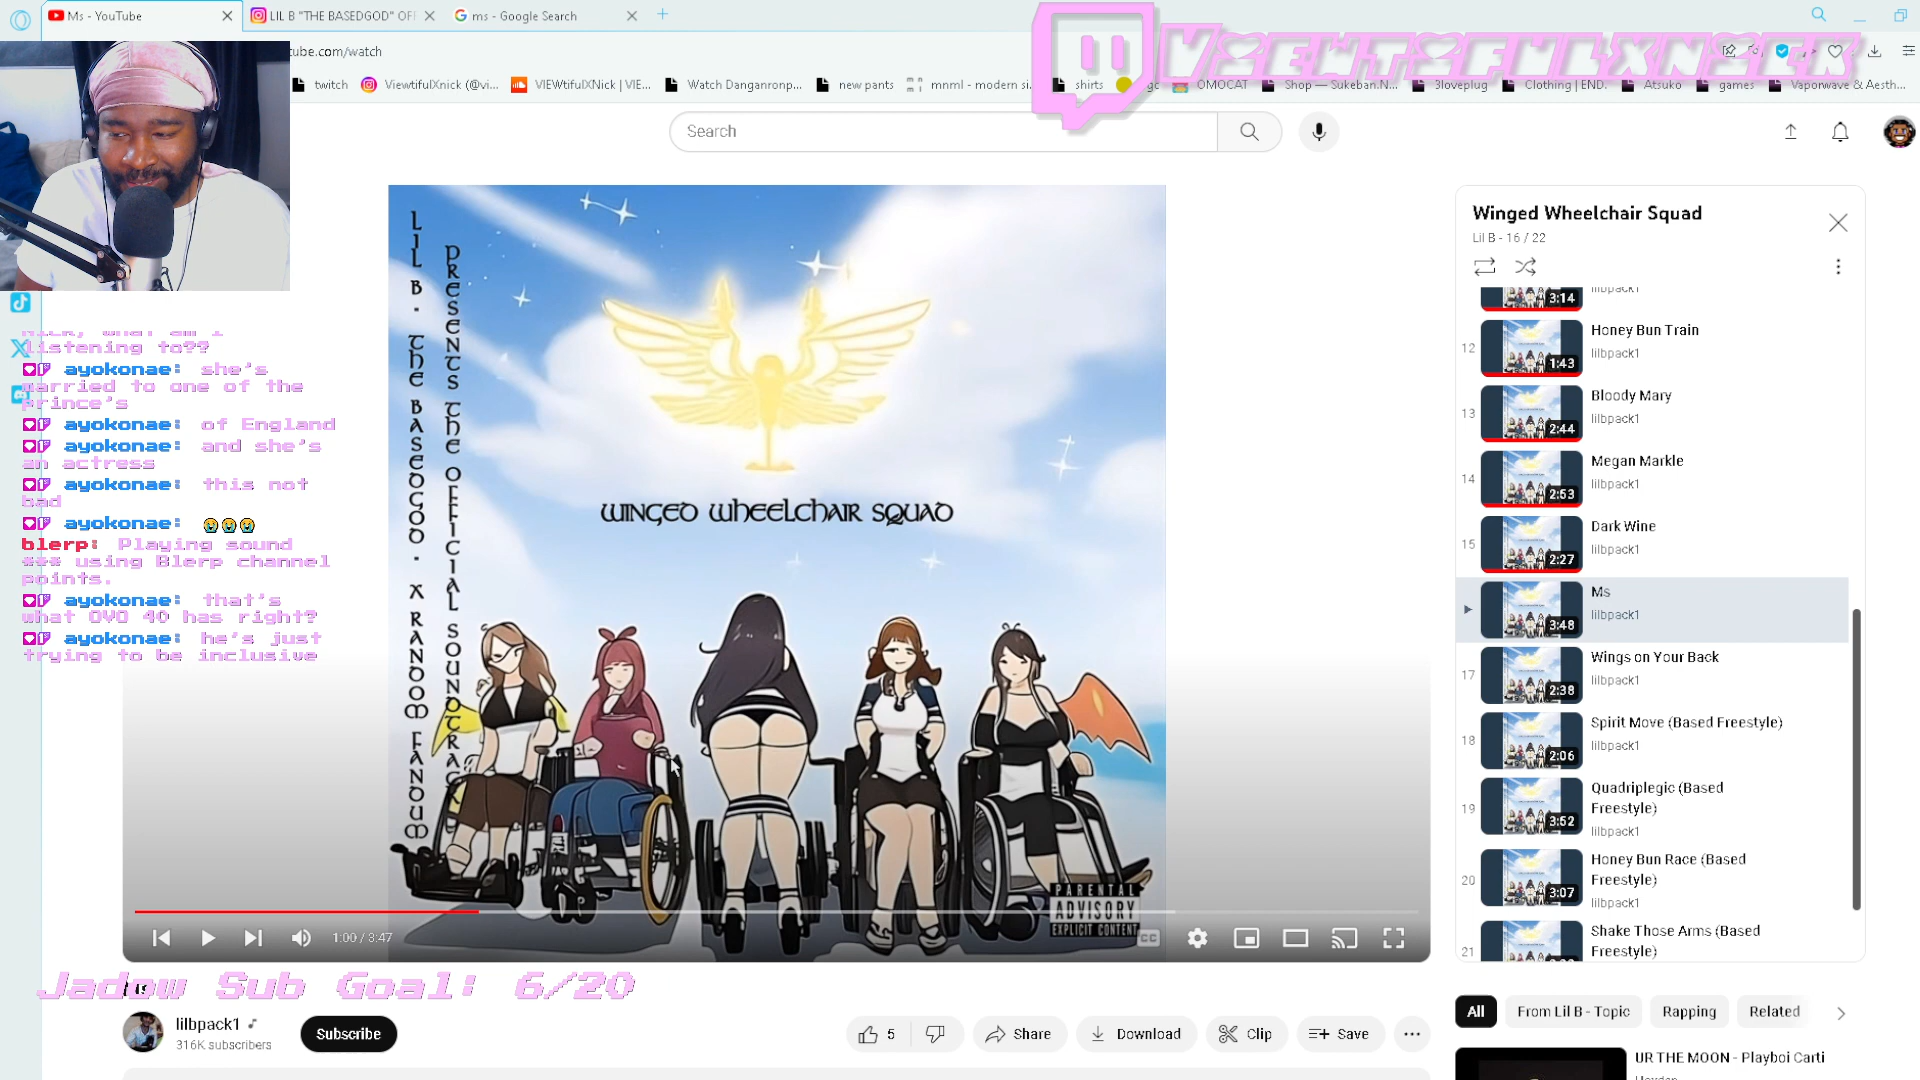 Ms - YouTube
LIL B "THE BASEDGOD" OFF
ms - Google Search
tube.com/watch
twitch
ViewtifulXnick (@vi...
VIEWtifulXNick | VIE...
Watch Danganronp...
new pants
mnml - modern si...
shirts
OMOCAT
Shop — Sukeban.N...
3loveplug
Clothing | END.
Atsuko
games
Vaporwave & Aesth...
ViewtifulxNick
Search
listening to??
ayokonae: she's
married to one of the
prince's
ayokonae: of England
ayokonae: and she's
an actress
ayokonae: this not
bad
ayokonae: 😭😭😭
blerp: Playing sound
*** using Blerp channel
points.
ayokonae: that's
what OVO 40 has right?
ayokonae: he's just
trying to be inclusive
LIL B - THE BASEDGOD - X RANDOM FANDUM
PRESENTS THE OFFICIAL SOUNDTRACK
WINGED WHEELCHAIR SQUAD
PARENTAL
ADVISORY
EXPLICIT CONTENT
1:00 / 3:47
CC
Jadow Sub Goal: 6/20
Ms
lilbpack1
316K subscribers
Subscribe
5
Share
Download
Clip
Save
Winged Wheelchair Squad
Lil B - 16 / 22
3:14
lilbpack1
12
1:43
Honey Bun Train
lilbpack1
13
2:44
Bloody Mary
lilbpack1
14
2:53
Megan Markle
lilbpack1
15
2:27
Dark Wine
lilbpack1
3:48
Ms
lilbpack1
17
2:38
Wings on Your Back
lilbpack1
18
2:06
Spirit Move (Based Freestyle)
lilbpack1
19
3:52
Quadriplegic (Based
Freestyle)
lilbpack1
20
3:07
Honey Bun Race (Based
Freestyle)
lilbpack1
21
Shake Those Arms (Based
Freestyle)
All
From Lil B - Topic
Rapping
Related
UR THE MOON - Playboi Carti